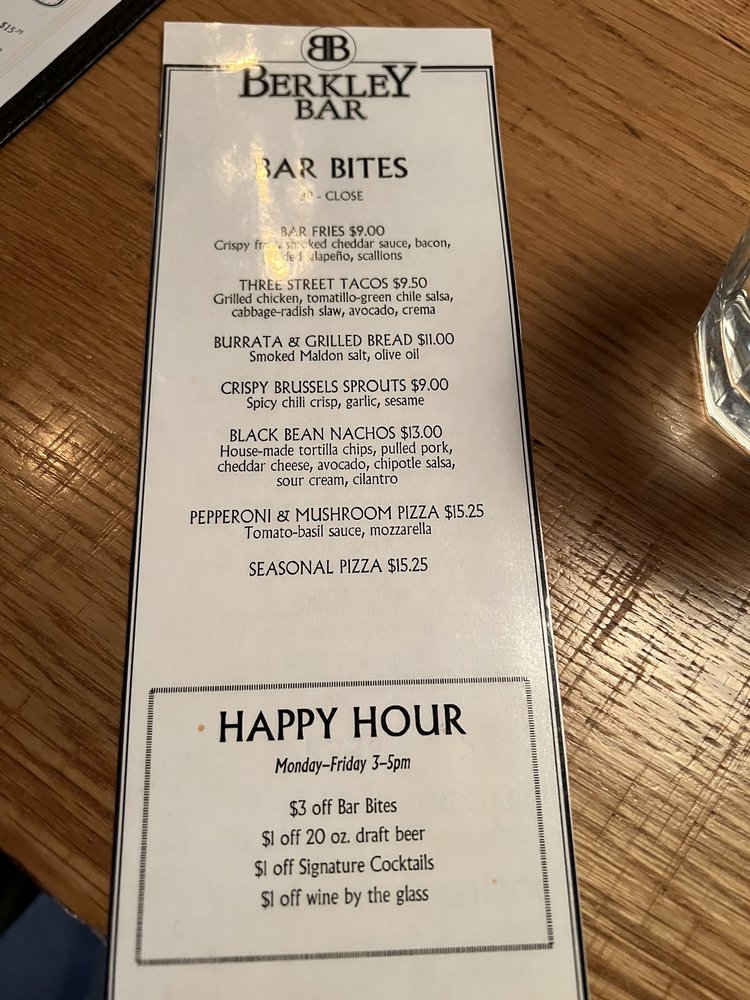 $15.75
BB
BERKLEY
BAR
BAR BITES
- CLOSE
BAR FRIES $9.00
Crispy smoked cheddar sauce, bacon,
jalapeño, scallions
THREE STREET TACOS $9.50
Grilled chicken, tomatillo-green chile salsa,
cabbage-radish slaw, avocado, crema
BURRATA & GRILLED BREAD $11.00
Smoked Maldon salt, olive oil
CRISPY BRUSSELS SPROUTS $9.00
Spicy chili crisp, garlic, sesame
BLACK BEAN NACHOS $13.00
House-made tortilla chips, pulled pork,
cheddar cheese, avocado, chipotle salsa,
sour cream, cilantro
PEPPERONI & MUSHROOM PIZZA $15.25
Tomato-basil sauce, mozzarella
SEASONAL PIZZA $15.25
HAPPY HOUR
Monday–Friday 3–5pm
$3 off Bar Bites
$1 off 20 oz. draft beer
$1 off Signature Cocktails
$1 off wine by the glass